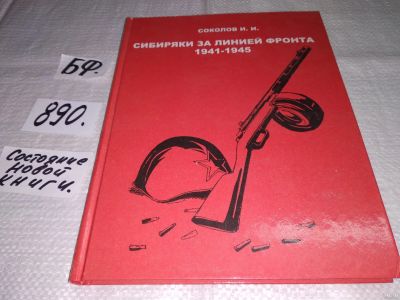 СОКОЛОВ И. И.
СИБИРЯКИ ЗА ЛИНИЕЙ ФРОНТА
1941-1945
БФ.
890.
Состояние
новой
книги.